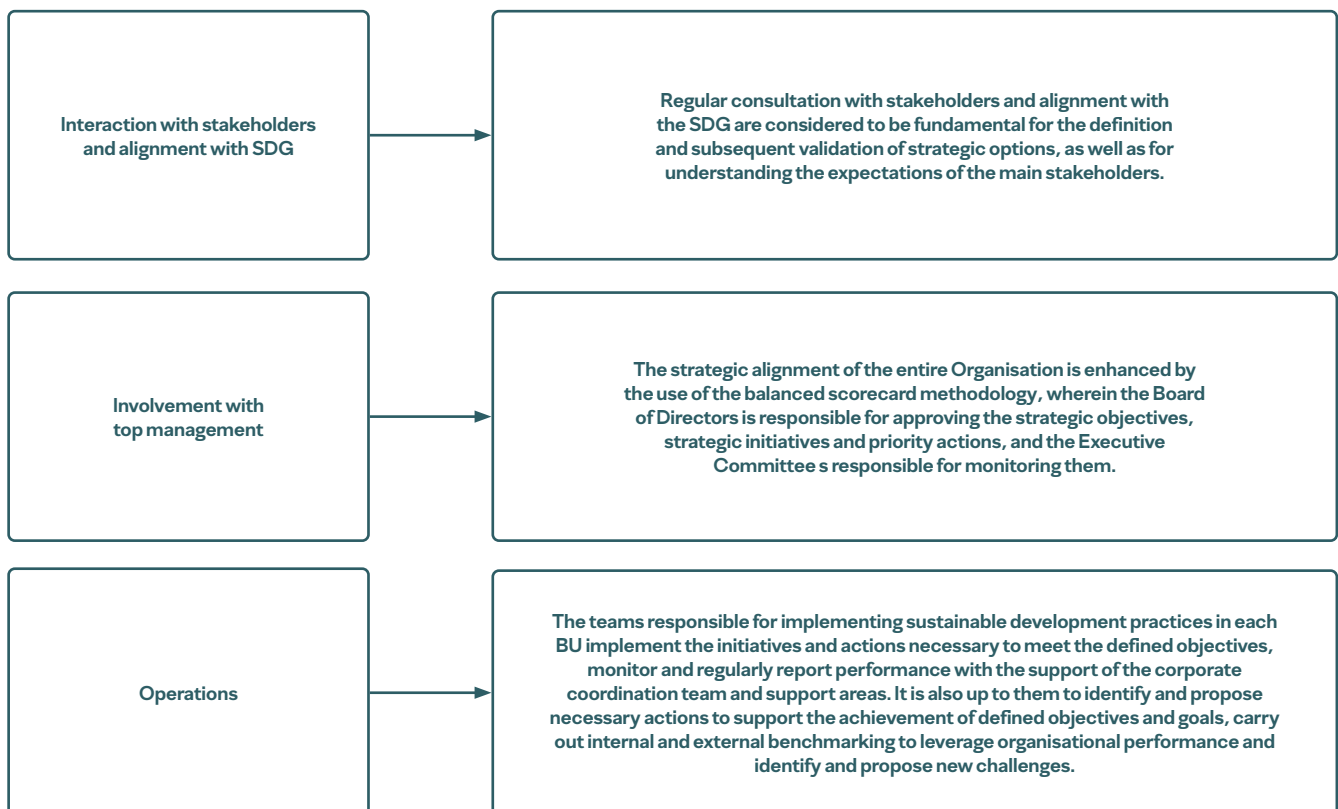 Interaction with stakeholders
and alignment with SDG
Regular consultation with stakeholders and alignment with
the SDG are considered to be fundamental for the definition
and subsequent validation of strategic options, as well as for
understanding the expectations of the main stakeholders.
Involvement with
top management
The strategic alignment of the entire Organisation is enhanced by
the use of the balanced scorecard methodology, wherein the Board
of Directors is responsible for approving the strategic objectives,
strategic initiatives and priority actions, and the Executive
Committee s responsible for monitoring them.
Operations
The teams responsible for implementing sustainable development practices in each
BU implement the initiatives and actions necessary to meet the defined objectives,
monitor and regularly report performance with the support of the corporate
coordination team and support areas. It is also up to them to identify and propose
necessary actions to support the achievement of defined objectives and goals, carry
out internal and external benchmarking to leverage organisational performance and
identify and propose new challenges.